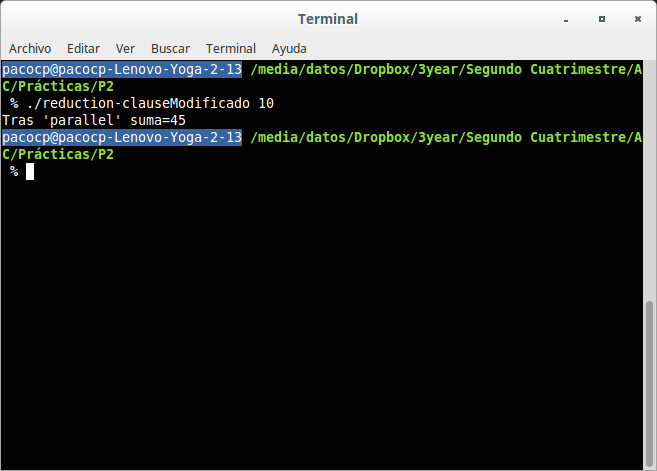 Terminal
Archivo Editar Ver Buscar Terminal Ayuda
pacocp@pacocp-Lenovo-Yoga-2-13 /media/datos/Dropbox/3year/Segundo Cuatrimestre/A
C/Prácticas/P2
% ./reduction-clauseModificado 10
Tras 'parallel' suma=45
pacocp@pacocp-Lenovo-Yoga-2-13 /media/datos/Dropbox/3year/Segundo Cuatrimestre/A
C/Prácticas/P2
%